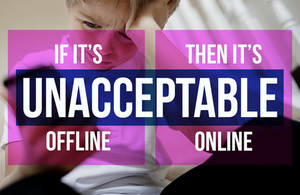 IF IT'S THEN IT'S
UNACCEPTABLE
OFFLINE ONLINE